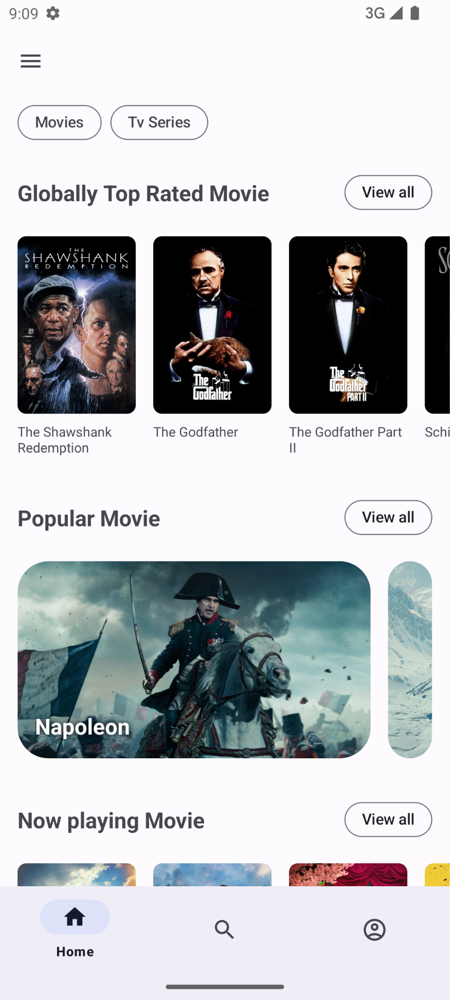 9:09
3G
Movies
Tv Series
Globally Top Rated Movie
View all
THE
SHAWSHANK
REDEMPTION
The
Godfather
The
Godfather
PART II
The Shawshank
Redemption
The Godfather
The Godfather Part
II
Schi
Popular Movie
View all
Napoleon
Now playing Movie
View all
Home